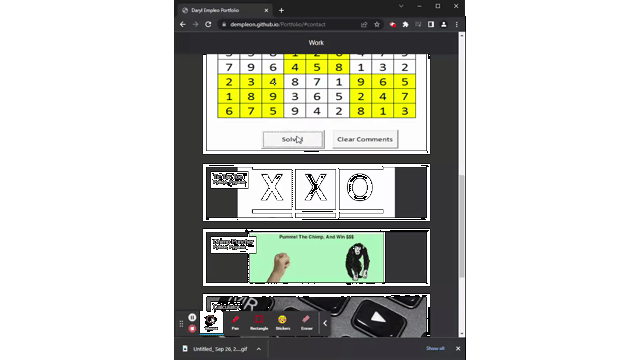 Daryl Impleo Portfolio
dempleon.github.io/Portfolio/#contact
Work
7 9 6 4 5 8 1 3 2
2 3 4 8 7 1 9 6 5
1 8 9 3 6 5 2 4 7
6 7 5 9 4 2 8 1 3
Solve Clear Comments
X X O
Pummel The Chimp, And Win $$$
Pen Rectangle Stickers Eraser
Untitled_ Sep 26, 2....gif Show all